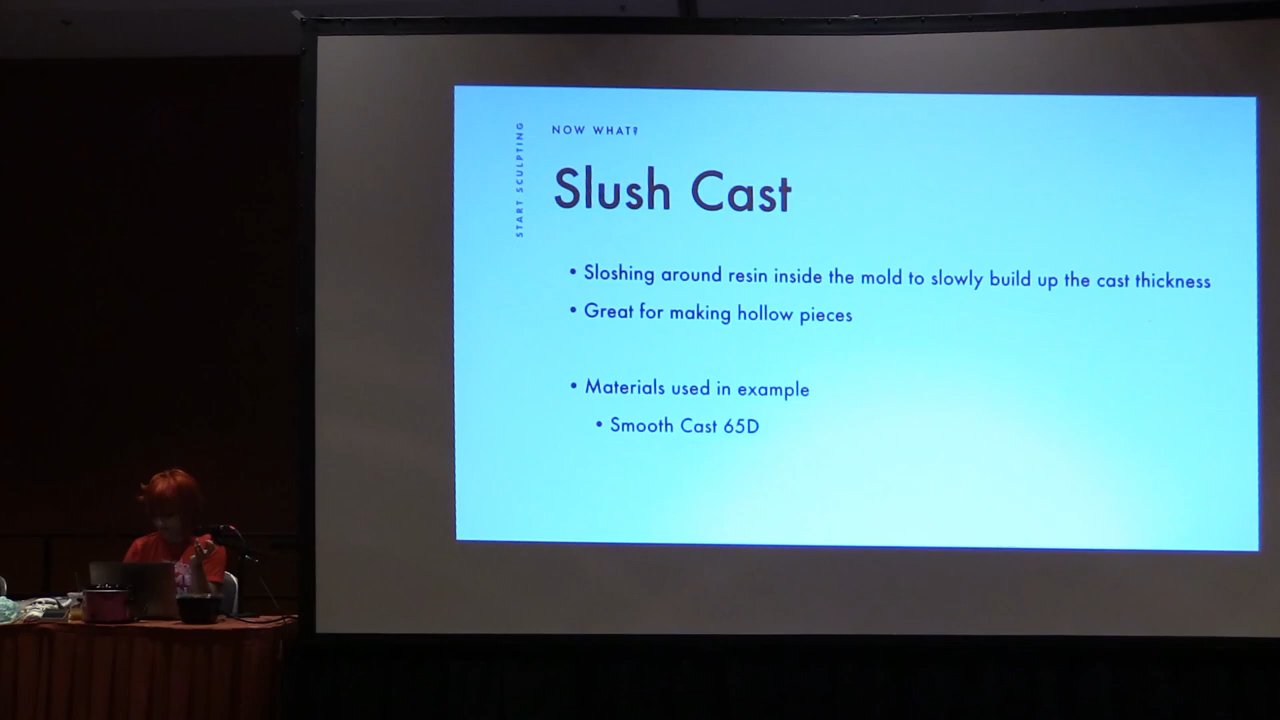 START SCULPTING
NOW WHAT?
Slush Cast
• Sloshing around resin inside the mold to slowly build up the cast thickness
• Great for making hollow pieces
• Materials used in example
• Smooth Cast 65D